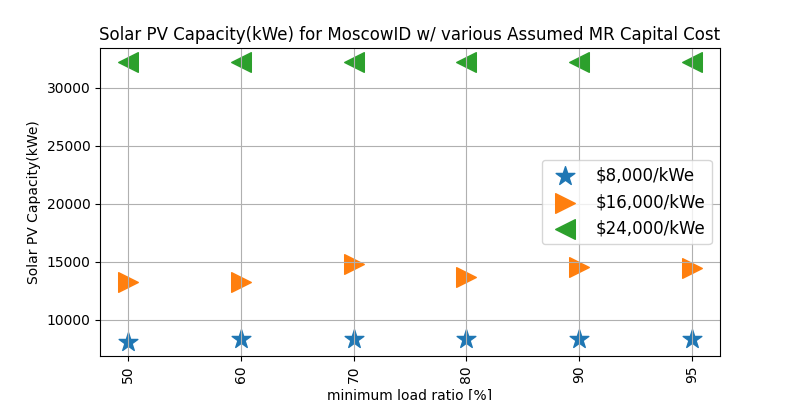 Solar PV Capacity(kWe) for MoscowID w/ various Assumed MR Capital Cost
Solar PV Capacity(kWe)
30000
25000
20000
15000
10000
$8,000/kWe
$16,000/kWe
$24,000/kWe
50
60
70
80
90
95
minimum load ratio [%]